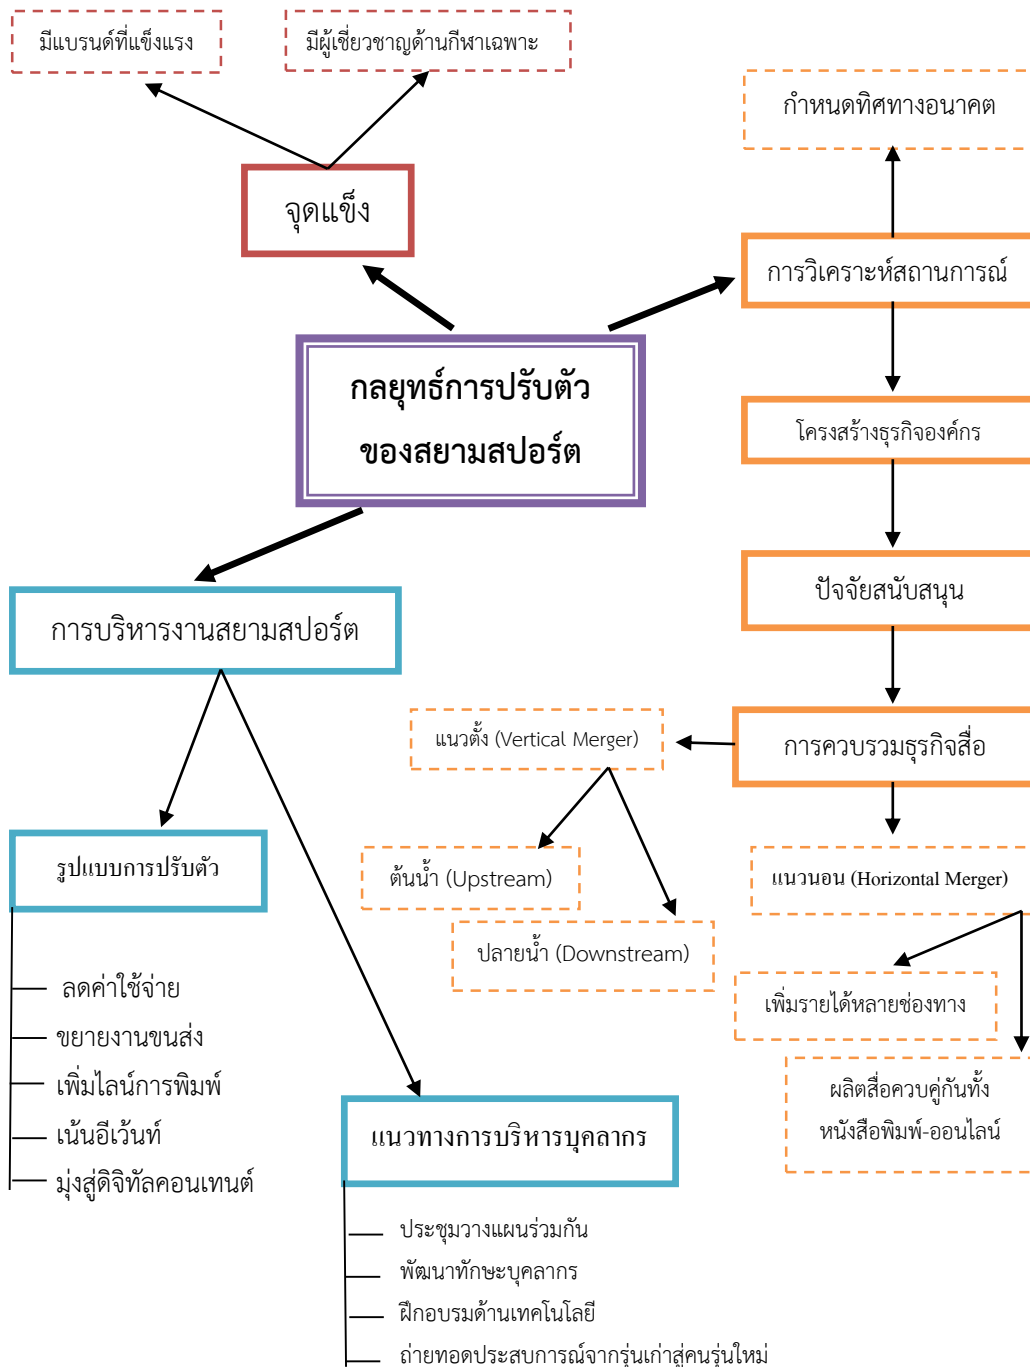 มีแบรนด์ที่แข็งแรง
มีผู้เชี่ยวชาญด้านกีฬาเฉพาะ
กำหนดทิศทางอนาคต
จุดแข็ง
การวิเคราะห์สถานการณ์
กลยุทธ์การปรับตัว
ของสยามสปอร์ต
โครงสร้างธุรกิจองค์กร
ปัจจัยสนับสนุน
การบริหารงานสยามสปอร์ต
แนวตั้ง (Vertical Merger)
การควบรวมธุรกิจสื่อ
รูปแบบการปรับตัว
ต้นน้ำ (Upstream)
แนวนอน (Horizontal Merger)
ปลายน้ำ (Downstream)
เพิ่มรายได้หลายช่องทาง
ผลิตสื่อควบคู่กันทั้ง
หนังสือพิมพ์-ออนไลน์
ลดค่าใช้จ่าย
ขยายงานขนส่ง
เพิ่มไลน์การพิมพ์
เน้นอีเว้นท์
มุ่งสู่ดิจิทัลคอนเทนต์
แนวทางการบริหารบุคลากร
ประชุมวางแผนร่วมกัน
พัฒนาทักษะบุคลากร
ฝึกอบรมด้านเทคโนโลยี
ถ่ายทอดประสบการณ์จากรุ่นเก่าสู่คนรุ่นใหม่